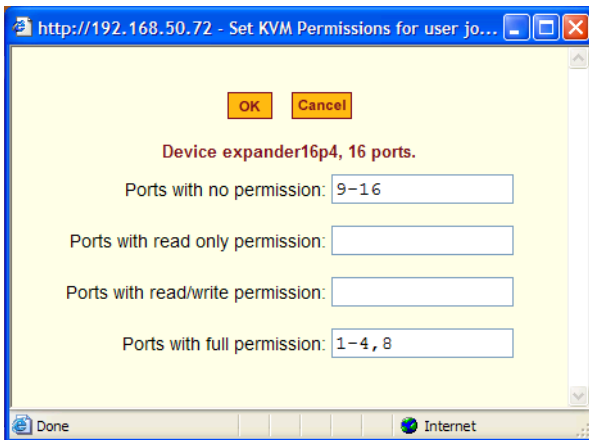 http://192.168.50.72 - Set KVM Permissions for user jo...
OK Cancel
Device expander16p4, 16 ports.
Ports with no permission: 9-16
Ports with read only permission:
Ports with read/write permission:
Ports with full permission: 1-4,8
Done Internet